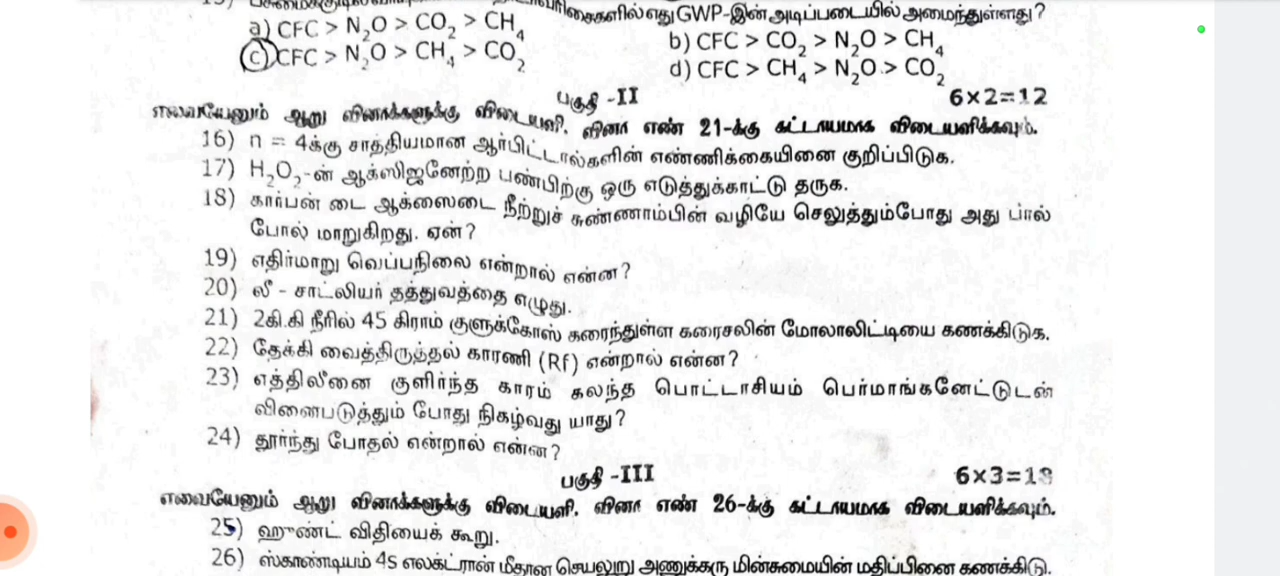 எது GWP-இன் அடிப்படையில் அமைந்துள்ளது?
a) CFC > N₂O > CO₂ > CH₄ b) CFC > CO₂ > N₂O > CH₄
c) CFC > N₂O > CH₄ > CO₂ d) CFC > CH₄ > N₂O > CO₂
பகுதி -II 6×2=12
எவையேனும் ஆறு வினாக்களுக்கு விடையளி. வினா எண் 21-க்கு கட்டாயமாக விடையளிக்கவும்.
16) n = 4க்கு சாத்தியமான ஆர்பிட்டால்களின் எண்ணிக்கையினை குறிப்பிடுக.
17) H₂O₂-ன் ஆக்ஸிஜனேற்ற பண்பிற்கு ஒரு எடுத்துக்காட்டு தருக.
18) கார்பன் டை ஆக்ஸைடை நீற்றுச் சுண்ணாம்பின் வழியே செலுத்தும்போது அது பால்
போல் மாறுகிறது. ஏன்?
19) எதிர்மாறு வெப்பநிலை என்றால் என்ன?
20) லீ - சாட்லியர் தத்துவத்தை எழுது.
21) 2கி.கி நீரில் 45 கிராம் குளுக்கோஸ் கரைந்துள்ள கரைசலின் மோலாலிட்டியை கணக்கிடுக.
22) தேக்கி வைத்திருத்தல் காரணி (Rf) என்றால் என்ன?
23) எத்திலீனை குளிர்ந்த காரம் கலந்த பொட்டாசியம் பெர்மாங்கனேட்டுடன்
வினைபடுத்தும் போது நிகழ்வது யாது?
24) தூர்ந்து போதல் என்றால் என்ன?
பகுதி -III 6×3=18
எவையேனும் ஆறு வினாக்களுக்கு விடையளி. வினா எண் 26-க்கு கட்டாயமாக விடையளிக்கவும்.
25) ஹுண்ட் விதியைக் கூறு.
26) ஸ்காண்டியம் 4s எலக்ட்ரான் மீதான செயலுறு அணுக்கரு மின்சுமையின் மதிப்பினை கணக்கிடு.